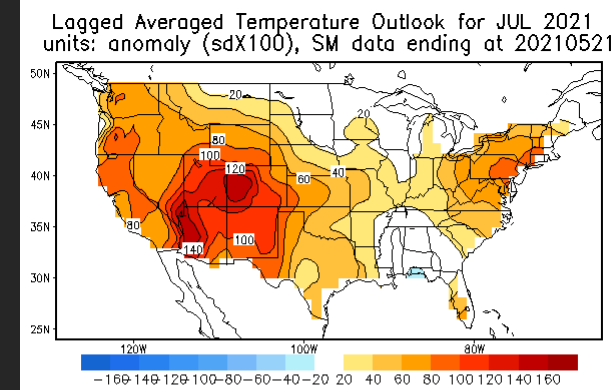 Lagged Averaged Temperature Outlook for JUL 2021
units: anomaly (sdX100), SM data ending at 20210521
50N
20
20
45N
80
100
120
40N
60
40
35N
80
100
140
30N
25N
120W 100W 80W
-160 -140 -120 -100 -80 -60 -40 -20 20 40 60 80 100 120 140 160